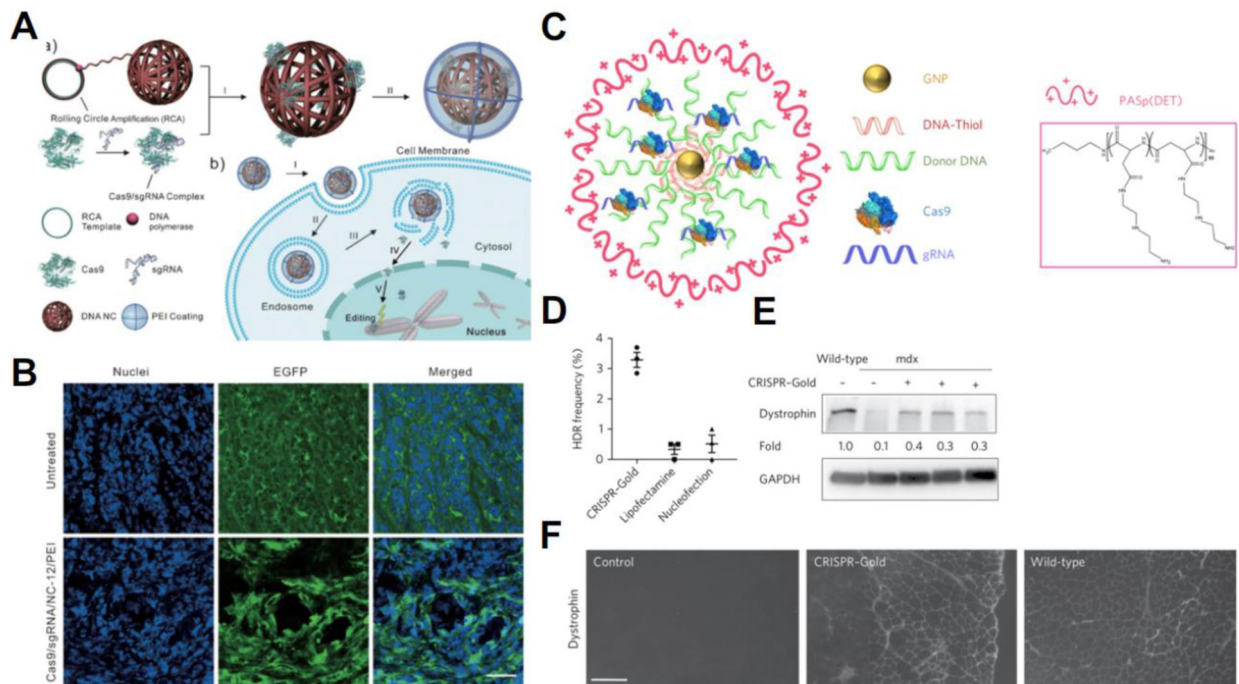 A
a)
Rolling Circle Amplification (RCA)
Cas9/sgRNA Complex
RCA Template
DNA polymerase
Cas9
sgRNA
DNA NC
PEI Coating
I
II
b)
Cell Membrane
I
II
III
IV
V
Cytosol
Endosome
Editing
Nucleus
B
Nuclei
EGFP
Merged
Untreated
Cas9/sgRNA/NC-12/PEI
C
GNP
DNA-Thiol
Donor DNA
Cas9
gRNA
PASp(DET)
D
HDR frequency (%)
4
3
2
1
0
CRISPR-Gold
Lipofectamine
Nucleofection
E
Wild-type
mdx
CRISPR-Gold - - + + +
Dystrophin
Fold 1.0 0.1 0.4 0.3 0.3
GAPDH
F
Dystrophin
Control
CRISPR-Gold
Wild-type